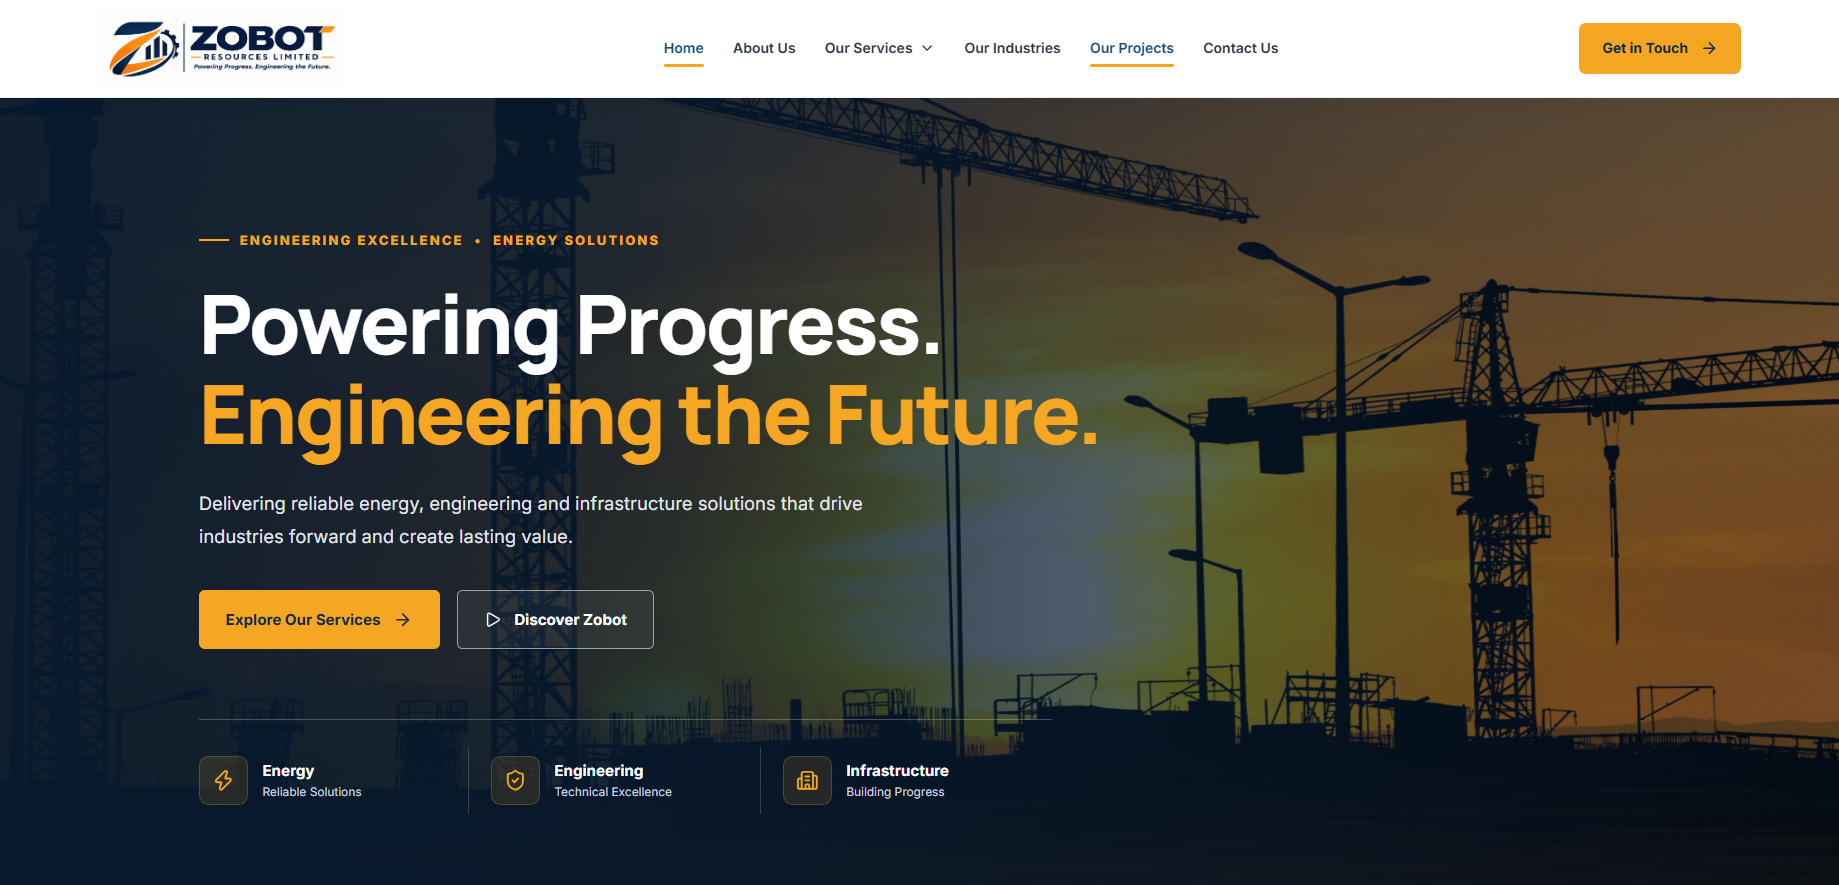 ZOBOT
RESOURCES LIMITED
Powering Progress. Engineering the Future.
Home
About Us
Our Services
Our Industries
Our Projects
Contact Us
Get in Touch
ENGINEERING EXCELLENCE • ENERGY SOLUTIONS
Powering Progress.
Engineering the Future.
Delivering reliable energy, engineering and infrastructure solutions that drive
industries forward and create lasting value.
Explore Our Services
Discover Zobot
Energy
Reliable Solutions
Engineering
Technical Excellence
Infrastructure
Building Progress